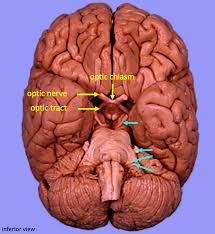 optic chiasm
optic nerve
optic tract
inferior view